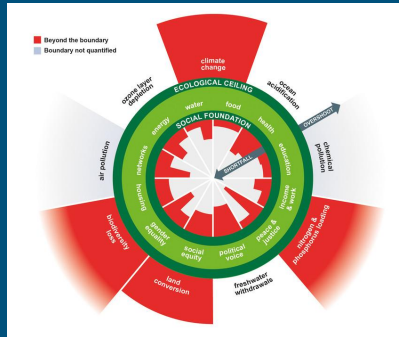 Beyond the boundary
Boundary not quantified
climate
change
ozone layer
depletion
ocean
acidification
ECOLOGICAL CEILING
OVERSHOOT
water
food
energy
health
SOCIAL FOUNDATION
SHORTFALL
air pollution
networks
education
chemical
pollution
housing
income
& work
gender
equality
peace &
justice
social
equity
political
voice
biodiversity
loss
nitrogen &
phosphorus loading
land
conversion
freshwater
withdrawals